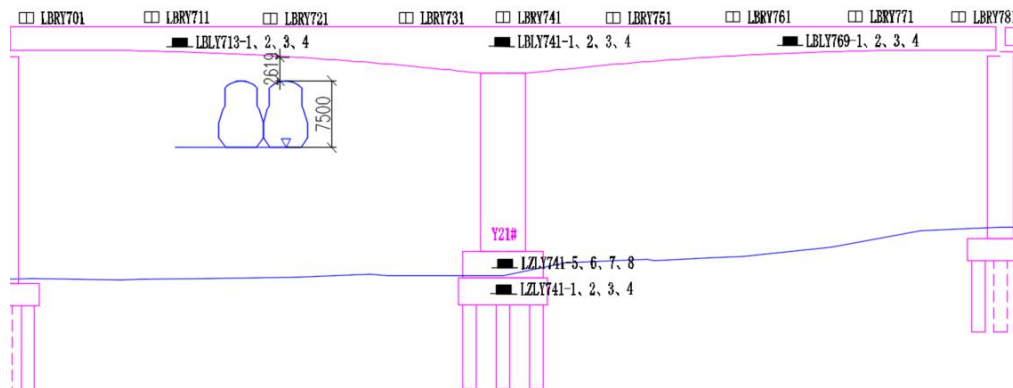 LBRY701 LBRY711 LBRY721 LBRY731 LBRY741 LBRY751 LBRY761 LBRY771 LBRY781
LBLY713-1、2、3、4 LBLY741-1、2、3、4 LBLY769-1、2、3、4
2619
7500
Y21#
LZLY741-5、6、7、8
LZLY741-1、2、3、4